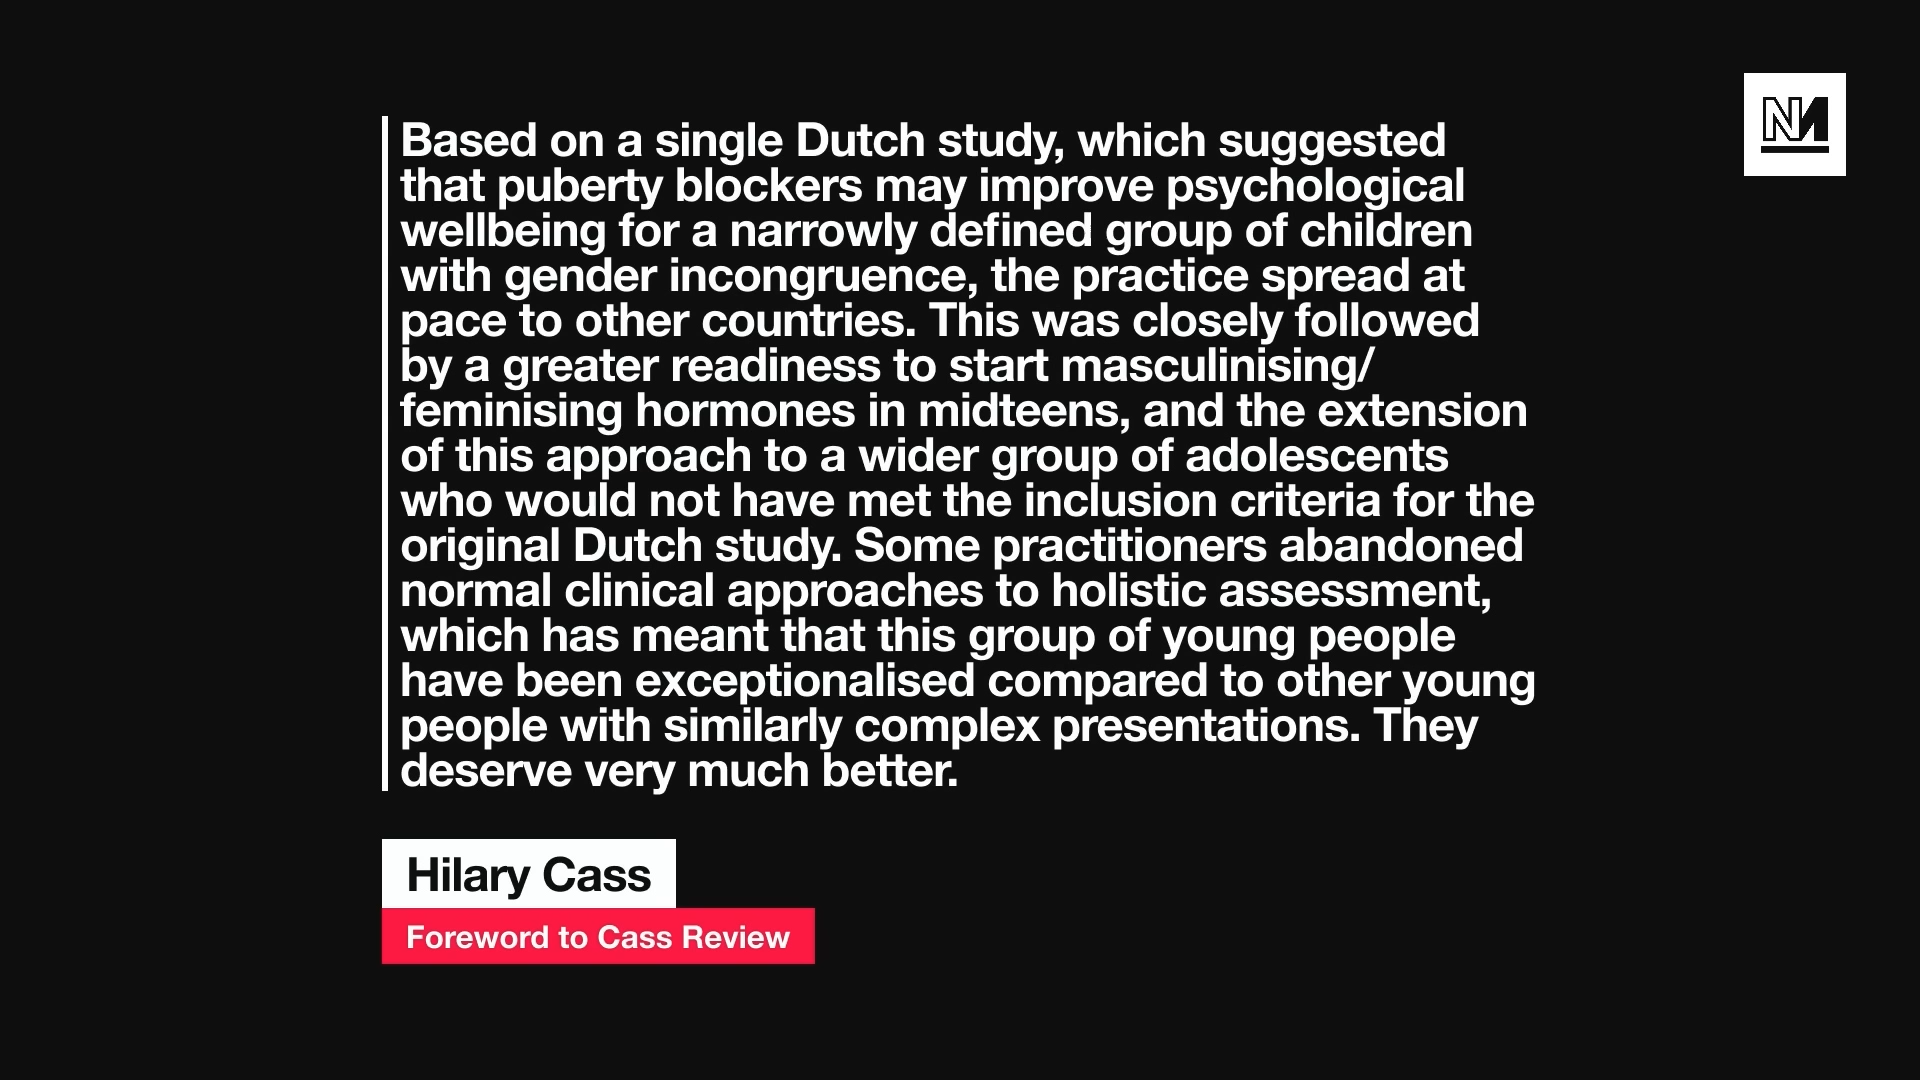 Based on a single Dutch study, which suggested
that puberty blockers may improve psychological
wellbeing for a narrowly defined group of children
with gender incongruence, the practice spread at
pace to other countries. This was closely followed
by a greater readiness to start masculinising/
feminising hormones in midteens, and the extension
of this approach to a wider group of adolescents
who would not have met the inclusion criteria for the
original Dutch study. Some practitioners abandoned
normal clinical approaches to holistic assessment,
which has meant that this group of young people
have been exceptionalised compared to other young
people with similarly complex presentations. They
deserve very much better.
Hilary Cass
Foreword to Cass Review
NM